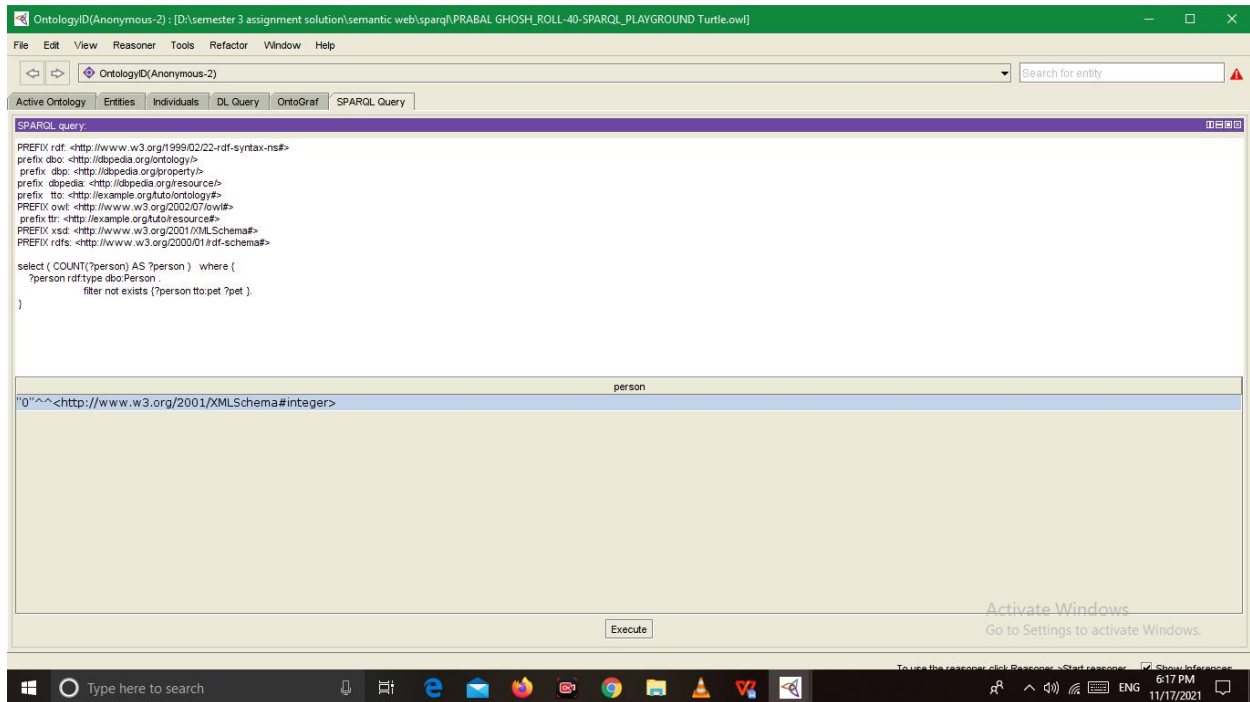 OntologyID(Anonymous-2) : [D:\semester 3 assignment solution\semantic web\sparql\PRABAL GHOSH_ROLL-40-SPARQL_PLAYGROUND Turtle.owl]
File Edit View Reasoner Tools Refactor Window Help
OntologyID(Anonymous-2) Search for entity
Active Ontology Entities Individuals DL Query OntoGraf SPARQL Query
SPARQL query:
PREFIX rdf: <http://www.w3.org/1999/02/22-rdf-syntax-ns#>
prefix dbo: <http://dbpedia.org/ontology/>
prefix dbp: <http://dbpedia.org/property/>
prefix dbpedia: <http://dbpedia.org/resource/>
prefix tto: <http://example.org/tuto/ontology#>
PREFIX owl: <http://www.w3.org/2002/07/owl#>
prefix ttr: <http://example.org/tuto/resource#>
PREFIX xsd: <http://www.w3.org/2001/XMLSchema#>
PREFIX rdfs: <http://www.w3.org/2000/01/rdf-schema#>
select ( COUNT(?person) AS ?person ) where {
?person rdf:type dbo:Person .
filter not exists {?person tto:pet ?pet }.
}
person
"0"^^<http://www.w3.org/2001/XMLSchema#integer>
Activate Windows
Execute
Go to Settings to activate Windows.
To use the reasoner click Reasoner->Start reasoner Show Inferences
Type here to search
ENG
6:17 PM
11/17/2021